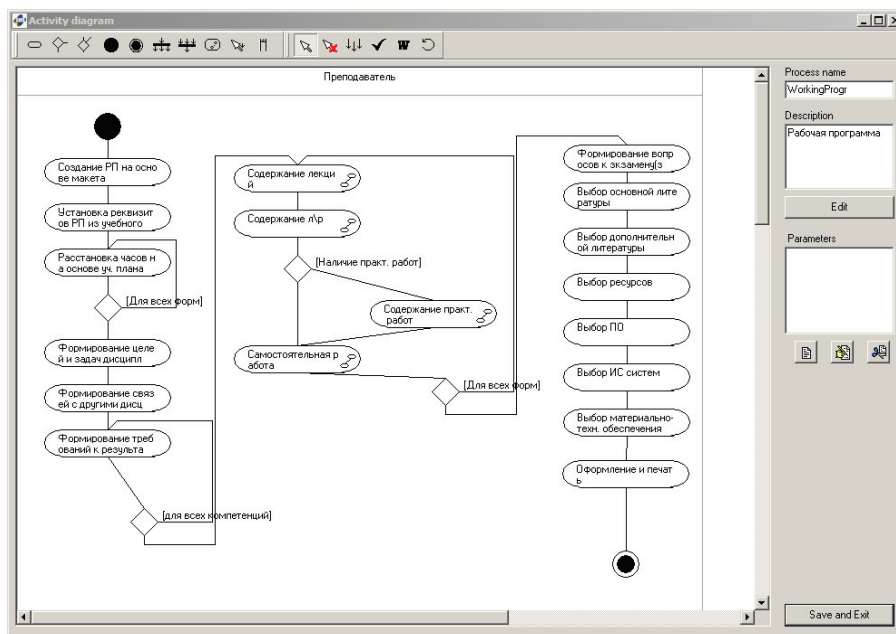 Activity diagram
W
Преподаватель
Создание РП на осно
ве макета
Установка реквизит
ов РП из учебного
Расстановка часов н
а основе уч. плана
[Для всех форм]
Формирование целе
й и задач дисципл
Формирование связ
ей с другими дисц
Формирование треб
ований к результа
[для всех компетенций]
Содержание лекци
й
Содержание л\р
[Наличие практ. работ]
Содержание практ.
работ
Самостоятельная р
абота
[Для всех форм]
Формирование вопр
осов к экзамену(з
Выбор основной лите
ратуры
Выбор дополнительн
ой литературы
Выбор ресурсов
Выбор ПО
Выбор ИС систем
Выбор материально-
техн. обеспечения
Оформление и печат
ь
Process name
WorkingProgr
Description
Рабочая программа
Edit
Parameters
Save and Exit